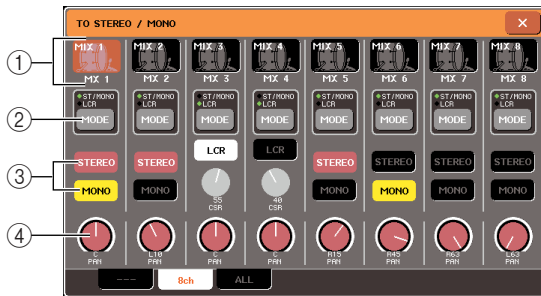 TO STEREO / MONO
①
MIX 1 MIX 2 MIX 3 MIX 4 MIX 5 MIX 6 MIX 7 MIX 8
MX 1 MX 2 MX 3 MX 4 MX 5 MX 6 MX 7 MX 8
ST/MONO ST/MONO ST/MONO ST/MONO ST/MONO ST/MONO ST/MONO ST/MONO
LCR LCR LCR LCR LCR LCR LCR LCR
② MODE MODE MODE MODE MODE MODE MODE MODE
LCR LCR
③ STEREO STEREO STEREO STEREO STEREO STEREO
MONO MONO MONO MONO MONO MONO
55 40
CSR CSR
④
C L10 C C R15 R45 R63 L63
PAN PAN PAN PAN PAN PAN PAN PAN
--- 8ch ALL